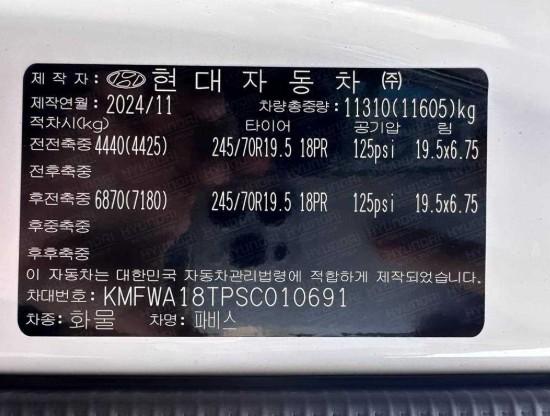 제 작 자: HYUNDAI 현대자동차 ㈜
제작연월: 2024/11 차량총중량: 11310(11605)kg
적차시(kg) 타이어 공기압 림
전전축중 4440(4425) 245/70R19.5 18PR 125psi 19.5x6.75
전후축중
후전축중 6870(7180) 245/70R19.5 18PR 125psi 19.5x6.75
후중축중
후후축중
이 자동차는 대한민국 자동차관리법령에 적합하게 제작되었습니다.
차대번호: KMFWA18TPSC010691
차종: 화물 차명: 파비스